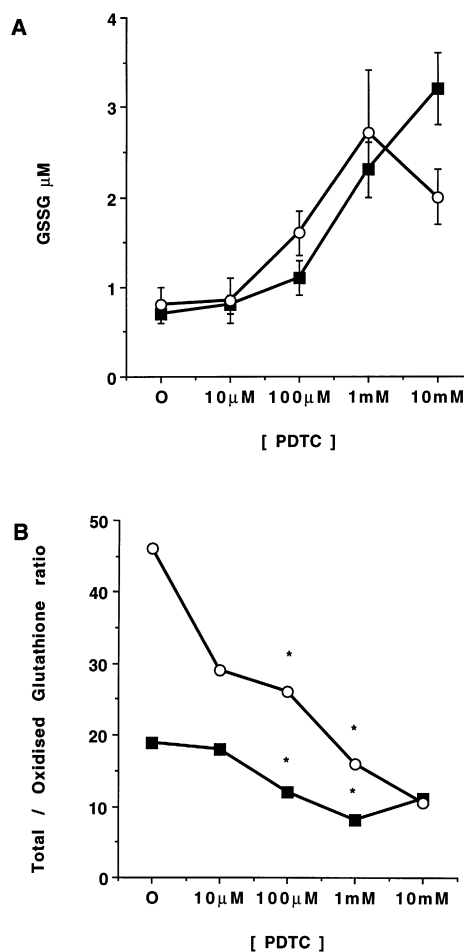 A
4
3
2
1
0
GSSG μM
O 10μM 100μM 1mM 10mM
[ PDTC ]
B
50
40
30
20
10
0
Total / Oxidised Glutathione ratio
*
*
*
*
O 10μM 100μM 1mM 10mM
[ PDTC ]